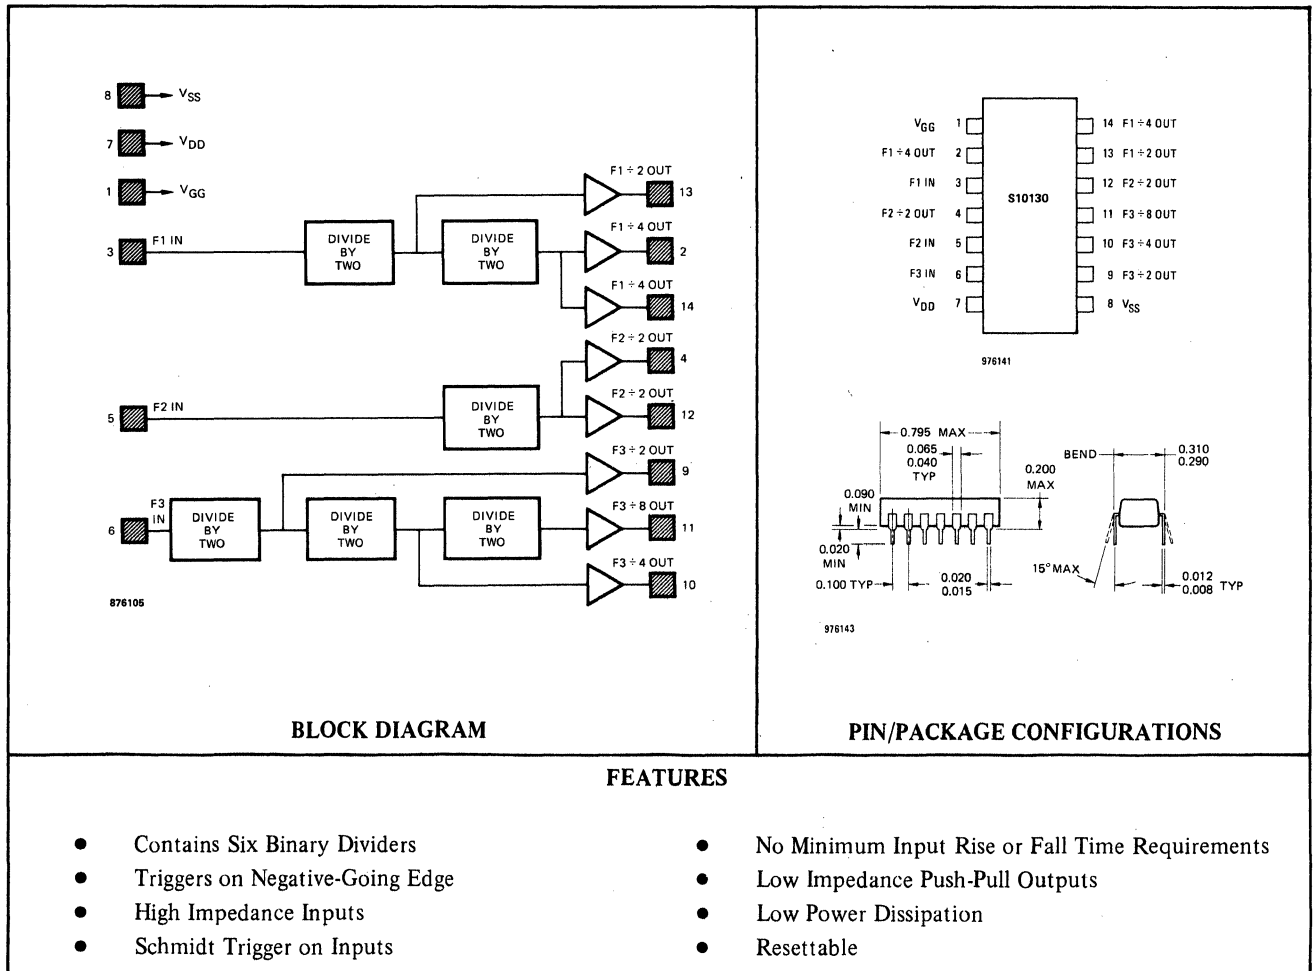 8 VSS
7 VDD
1 VGG
3 F1 IN
DIVIDE
BY
TWO
DIVIDE
BY
TWO
F1 ÷ 2 OUT
13
F1 ÷ 4 OUT
2
F1 ÷ 4 OUT
14
5 F2 IN
DIVIDE
BY
TWO
F2 ÷ 2 OUT
4
F2 ÷ 2 OUT
12
6 F3
IN
DIVIDE
BY
TWO
DIVIDE
BY
TWO
DIVIDE
BY
TWO
F3 ÷ 2 OUT
9
F3 ÷ 8 OUT
11
F3 ÷ 4 OUT
10
876105
BLOCK DIAGRAM
VGG 1
F1 ÷ 4 OUT 2
F1 IN 3
F2 ÷ 2 OUT 4
F2 IN 5
F3 IN 6
VDD 7
S10130
14 F1 ÷ 4 OUT
13 F1 ÷ 2 OUT
12 F2 ÷ 2 OUT
11 F3 ÷ 8 OUT
10 F3 ÷ 4 OUT
9 F3 ÷ 2 OUT
8 VSS
976141
0.795 MAX
0.065
0.040
TYP
0.200
MAX
0.090
MIN
0.020
MIN
0.100 TYP
0.020
0.015
BEND
0.310
0.290
15° MAX
0.012
0.008 TYP
976143
PIN/PACKAGE CONFIGURATIONS
FEATURES
● Contains Six Binary Dividers
● Triggers on Negative-Going Edge
● High Impedance Inputs
● Schmidt Trigger on Inputs
● No Minimum Input Rise or Fall Time Requirements
● Low Impedance Push-Pull Outputs
● Low Power Dissipation
● Resettable